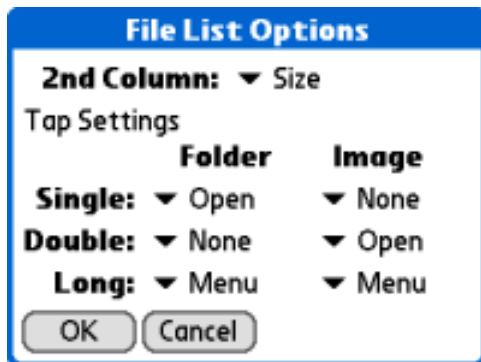 File List Options
2nd Column: Size
Tap Settings
Folder Image
Single: Open None
Double: None Open
Long: Menu Menu
OK Cancel